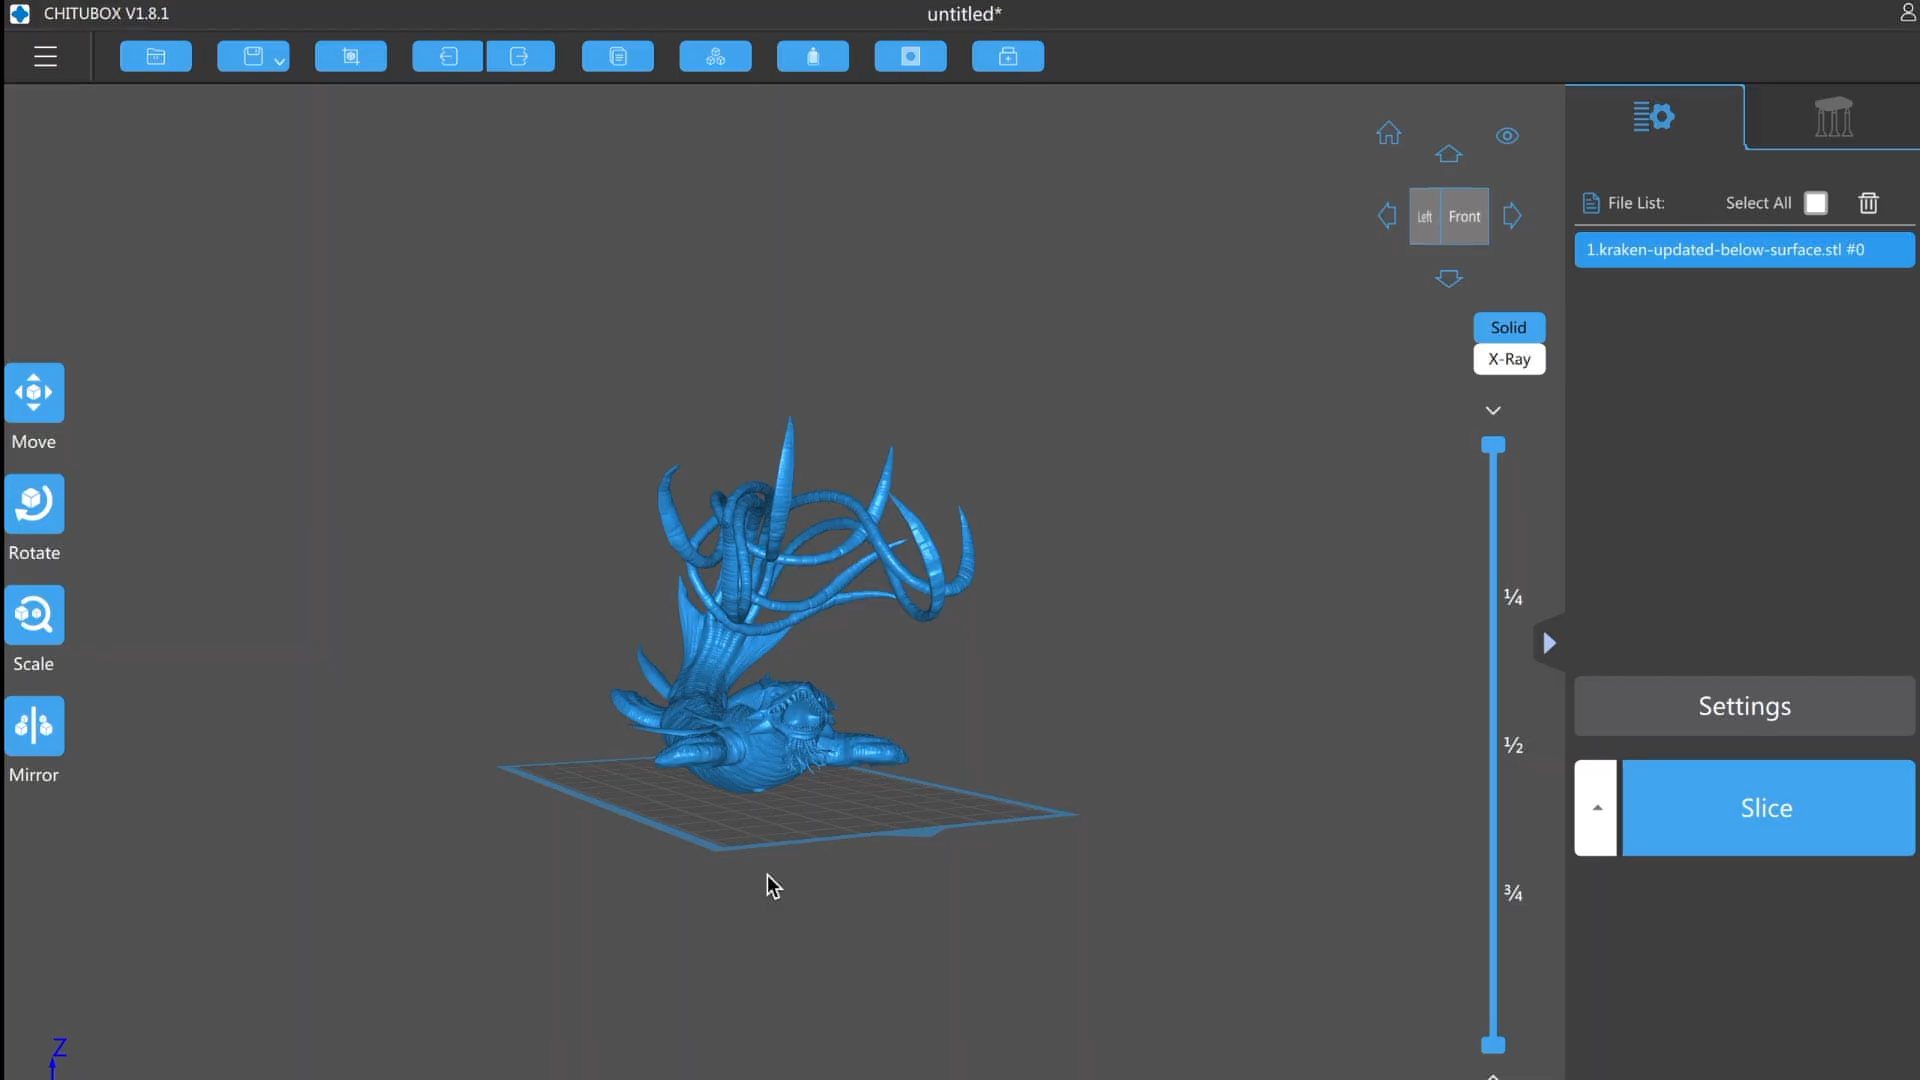 CHITUBOX V1.8.1
untitled*
File List:
Select All
1.kraken-updated-below-surface.stl #0
Left
Front
Solid
X-Ray
Move
Rotate
Scale
Mirror
¼
½
¾
Settings
Slice
Z